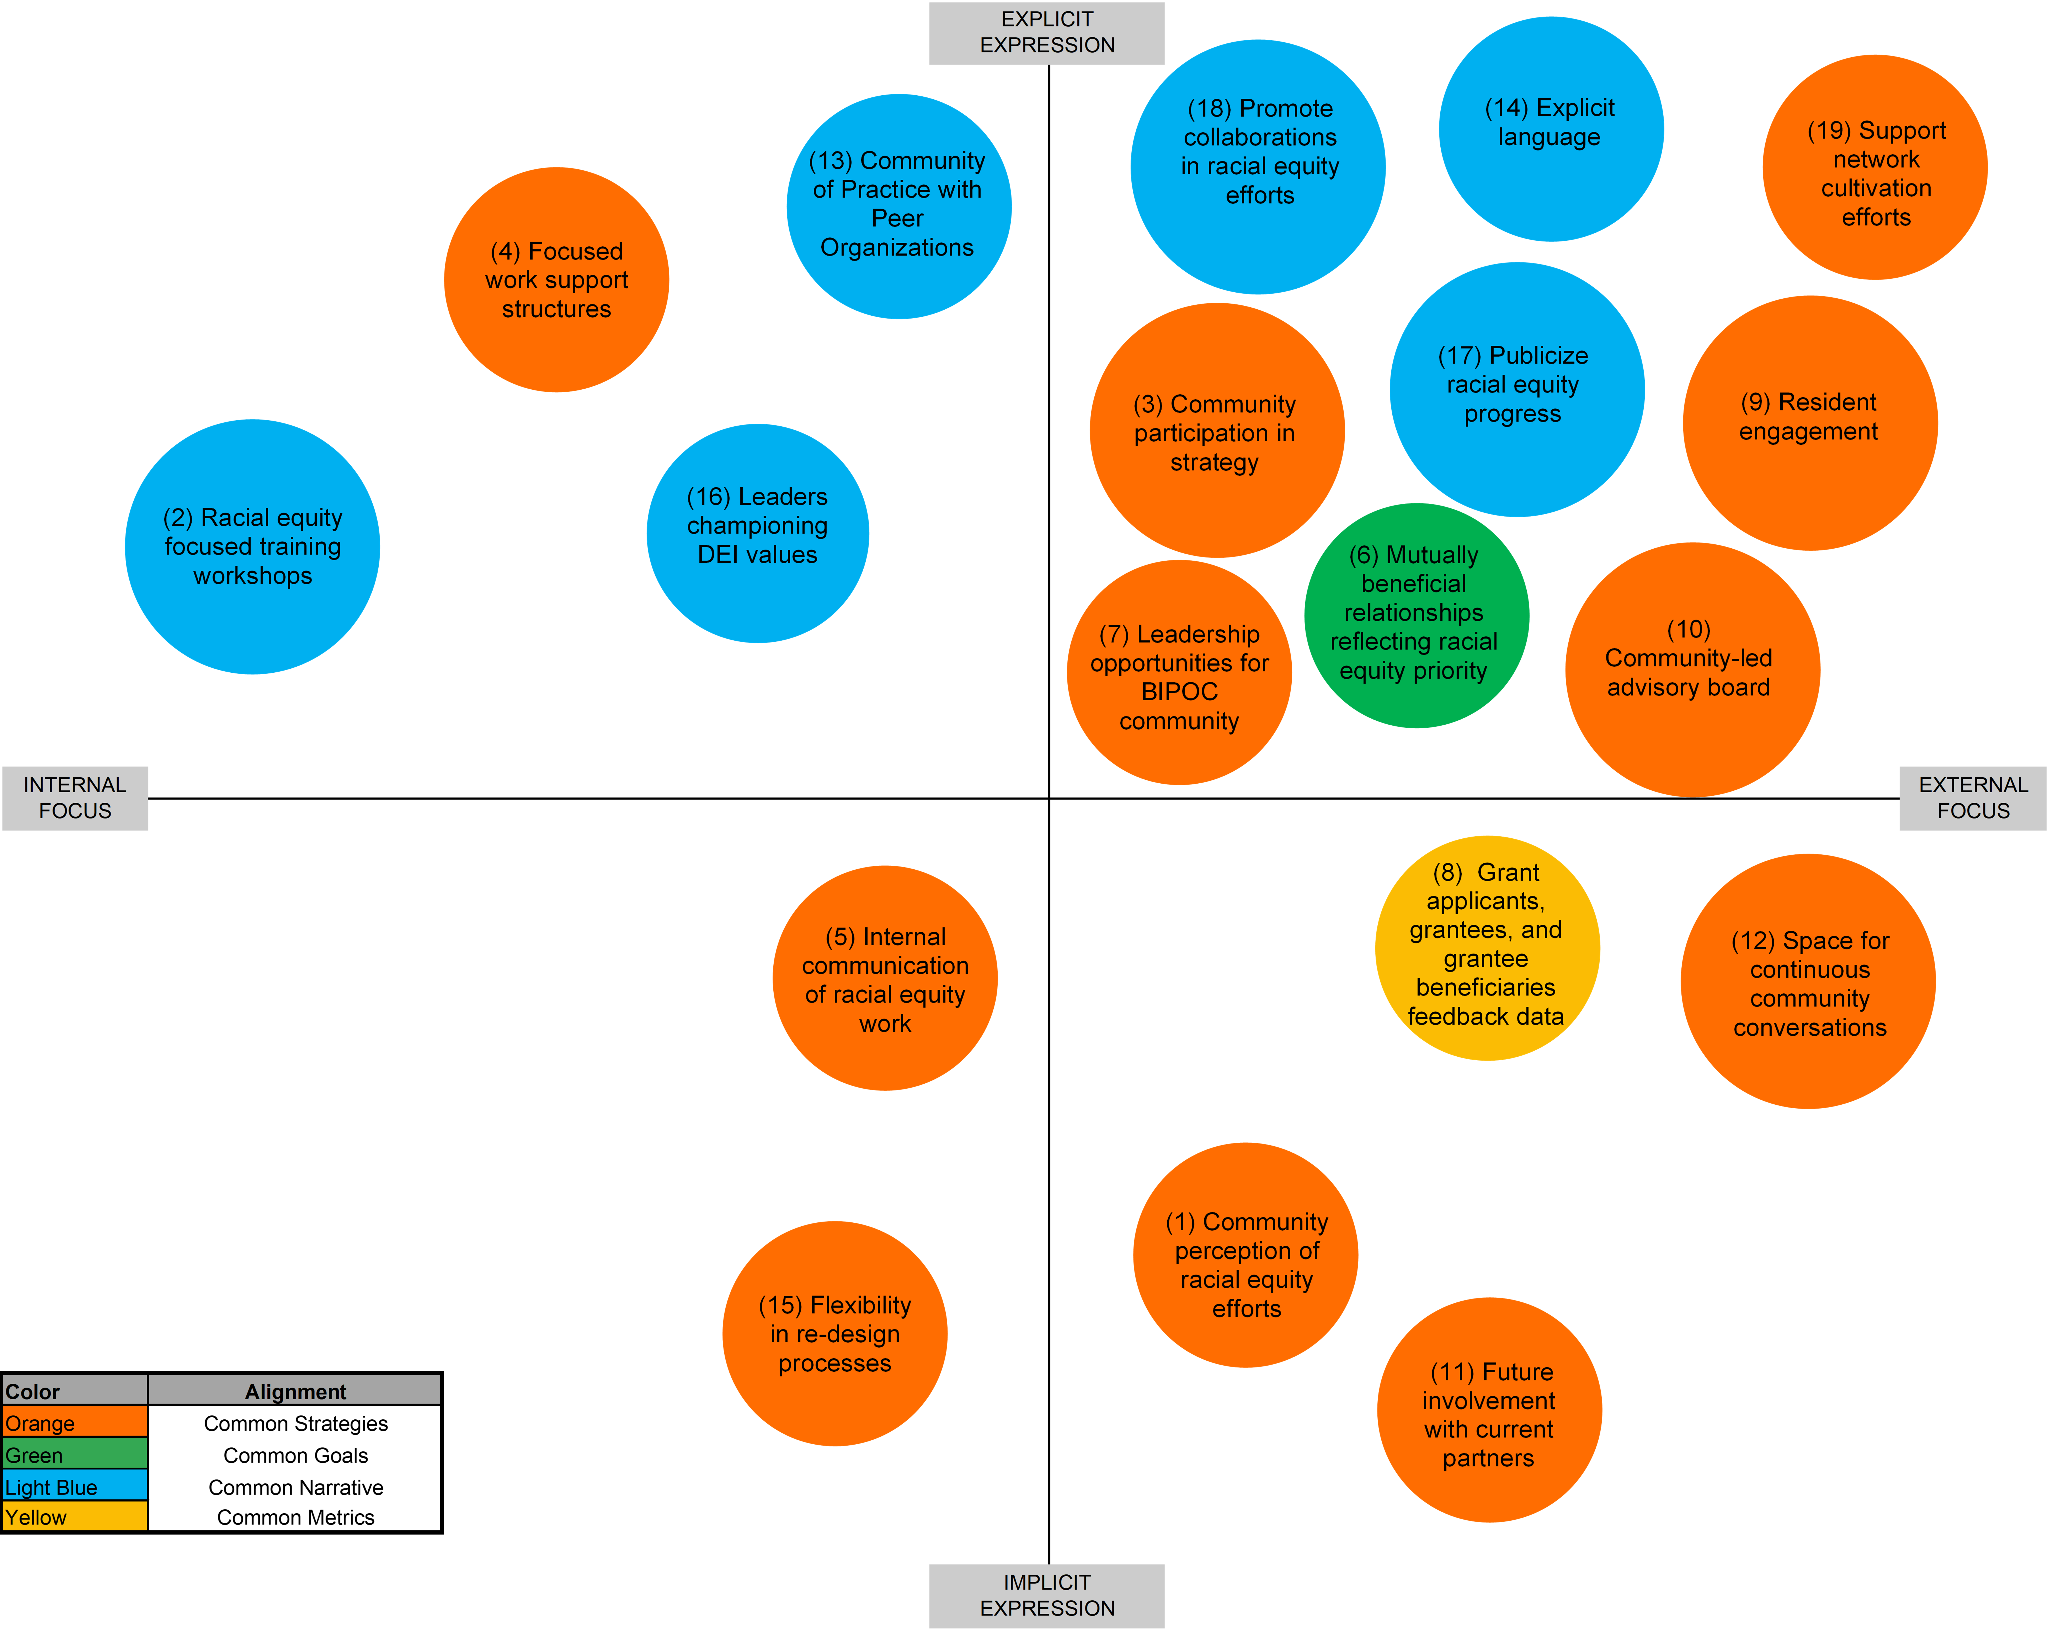 EXPLICIT
EXPRESSION
(18) Promote
collaborations
in racial equity
efforts
(14) Explicit
language
(19) Support
network
cultivation
efforts
(13) Community
of Practice with
Peer
Organizations
(4) Focused
work support
structures
(3) Community
participation in
strategy
(17) Publicize
racial equity
progress
(9) Resident
engagement
(2) Racial equity
focused training
workshops
(16) Leaders
championing
DEI values
(7) Leadership
opportunities for
BIPOC
community
(6) Mutually
beneficial
relationships
reflecting racial
equity priority
(10)
Community-led
advisory board
INTERNAL
FOCUS
EXTERNAL
FOCUS
(5) Internal
communication
of racial equity
work
(8)  Grant
applicants,
grantees, and
grantee
beneficiaries
feedback data
(12) Space for
continuous
community
conversations
(15) Flexibility
in re-design
processes
(1) Community
perception of
racial equity
efforts
(11) Future
involvement
with current
partners
Color Alignment
Orange Common Strategies
Green Common Goals
Light Blue Common Narrative
Yellow Common Metrics
IMPLICIT
EXPRESSION